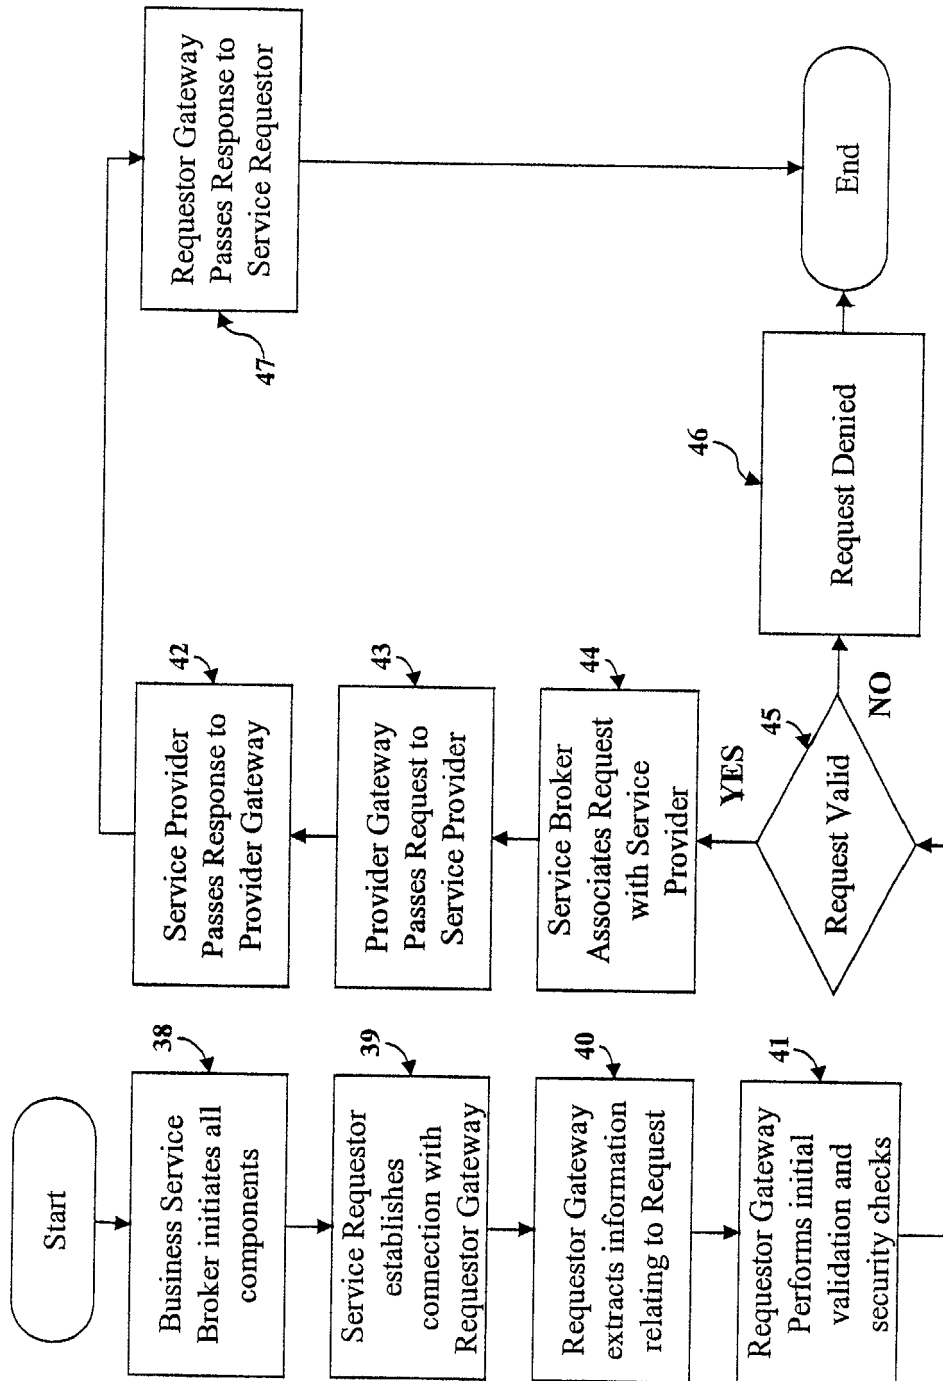 Start
38
Business Service
Broker initiates all
components
39
Service Requestor
establishes
connection with
Requestor Gateway
40
Requestor Gateway
extracts information
relating to Request
41
Requestor Gateway
Performs initial
validation and
security checks
42
Service Provider
Passes Response to
Provider Gateway
43
Provider Gateway
Passes Request to
Service Provider
44
Service Broker
Associates Request
with Service
Provider
YES
45
Request Valid
NO
46
Request Denied
47
Requestor Gateway
Passes Response to
Service Requestor
End